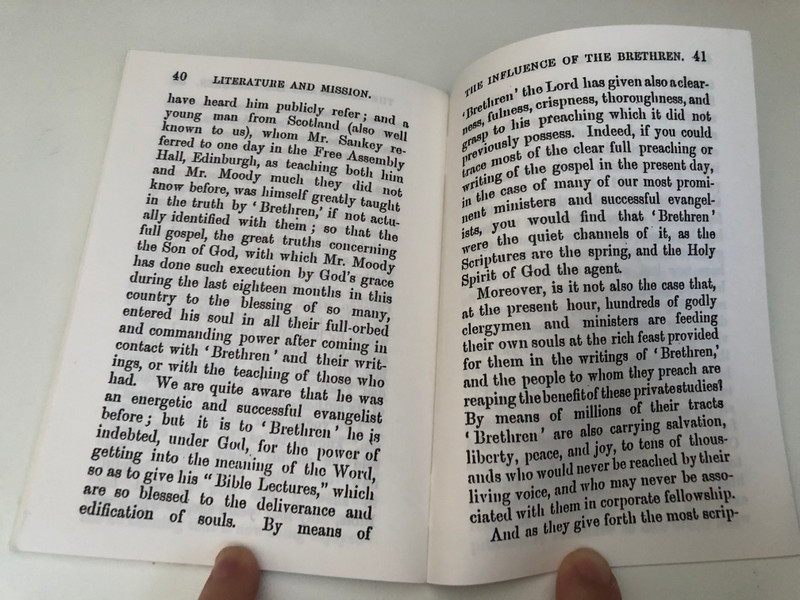 40 LITERATURE AND MISSION.
have heard him publicly refer; and a
young man from Scotland (also well
known to us), whom Mr. Sankey re-
ferred to one day in the Free Assembly
Hall, Edinburgh, as teaching both him
and Mr. Moody much they did not
know before, was himself greatly taught
in the truth by ‘Brethren,’ if not actu-
ally identified with them; so that the
full gospel, the great truths concerning
the Son of God, with which Mr. Moody
has done such execution by God's grace
during the last eighteen months in this
country to the blessing of so many,
entered his soul in all their full-orbed
and commanding power after coming in
contact with ‘Brethren’ and their writ-
ings, or with the teaching of those who
had. We are quite aware that he was
an energetic and successful evangelist
before; but it is to ‘Brethren’ he is
indebted, under God, for the power of
getting into the meaning of the Word,
so as to give his “Bible Lectures,” which
are so blessed to the deliverance and
edification of souls. By means of
THE INFLUENCE OF THE BRETHREN. 41
‘Brethren’ the Lord has given also a clear-
ness, fulness, crispness, thoroughness, and
grasp to his preaching which it did not
previously possess. Indeed, if you could
trace most of the clear full preaching or
writing of the gospel in the present day,
in the case of many of our most promi-
nent ministers and successful evangel-
ists, you would find that ‘Brethren’
were the quiet channels of it, as the
Scriptures are the spring, and the Holy
Spirit of God the agent.
Moreover, is it not also the case that,
at the present hour, hundreds of godly
clergymen and ministers are feeding
their own souls at the rich feast provided
for them in the writings of ‘Brethren,’
and the people to whom they preach are
reaping the benefit of these private studies?
By means of millions of their tracts
‘Brethren’ are also carrying salvation,
liberty, peace, and joy, to tens of thous-
ands who would never be reached by their
living voice, and who may never be asso-
ciated with them in corporate fellowship.
And as they give forth the most scrip-